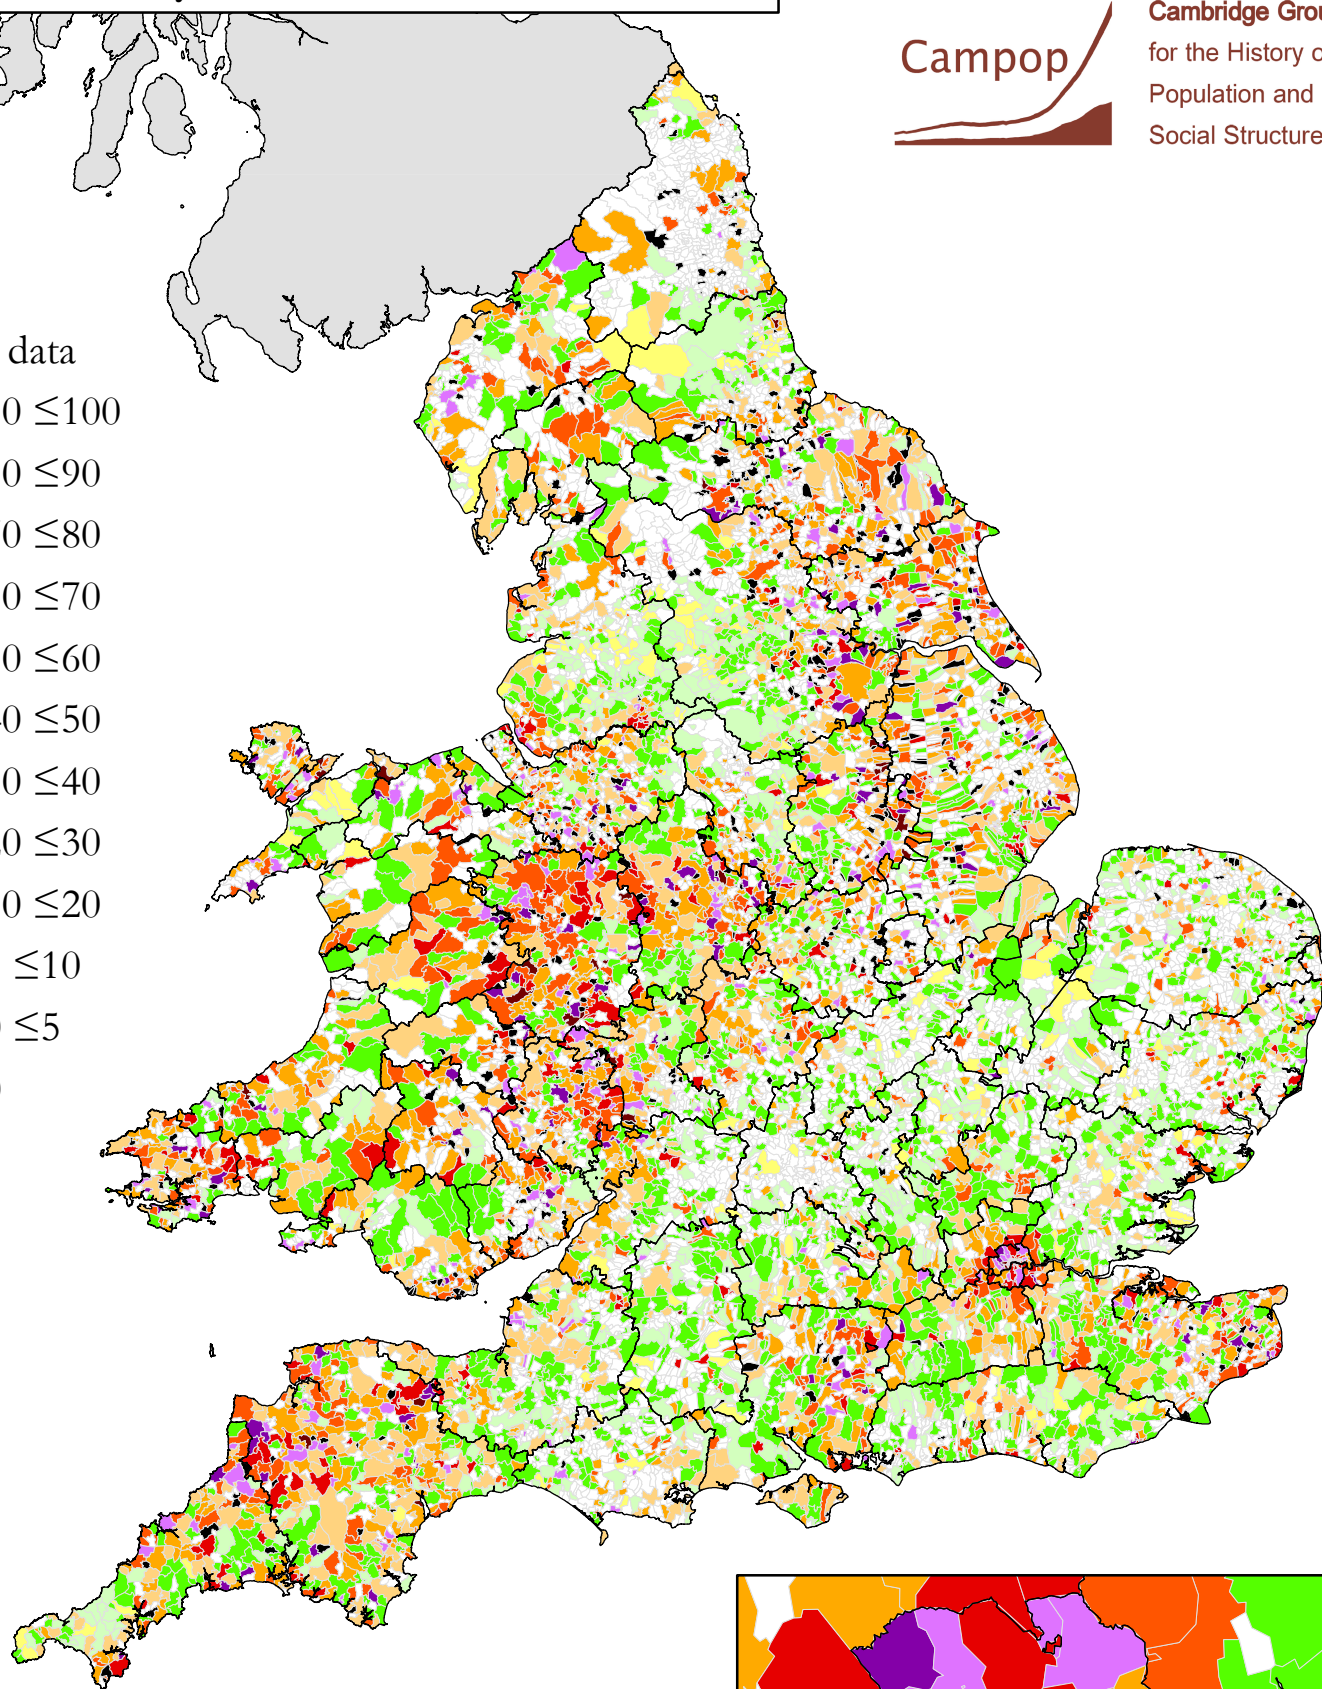 Cambridge Grou
Campop
for the History o
Population and
Social Structure
data
0 ≤100
0 ≤90
0 ≤80
0 ≤70
0 ≤60
0 ≤50
0 ≤40
0 ≤30
0 ≤20
≤10
≤5